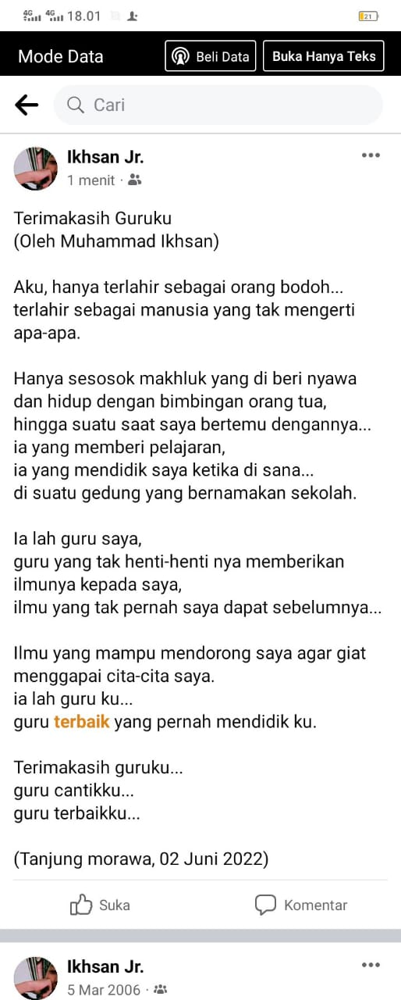 4G 4G 18.01 21
Mode Data Beli Data Buka Hanya Teks
Cari
Ikhsan Jr.
1 menit ·
Terimakasih Guruku
(Oleh Muhammad Ikhsan)
Aku, hanya terlahir sebagai orang bodoh...
terlahir sebagai manusia yang tak mengerti
apa-apa.
Hanya sesosok makhluk yang di beri nyawa
dan hidup dengan bimbingan orang tua,
hingga suatu saat saya bertemu dengannya...
ia yang memberi pelajaran,
ia yang mendidik saya ketika di sana...
di suatu gedung yang bernamakan sekolah.
Ia lah guru saya,
guru yang tak henti-henti nya memberikan
ilmunya kepada saya,
ilmu yang tak pernah saya dapat sebelumnya...
Ilmu yang mampu mendorong saya agar giat
menggapai cita-cita saya.
ia lah guru ku...
guru terbaik yang pernah mendidik ku.
Terimakasih guruku...
guru cantikku...
guru terbaikku...
(Tanjung morawa, 02 Juni 2022)
Suka Komentar
Ikhsan Jr.
5 Mar 2006 ·